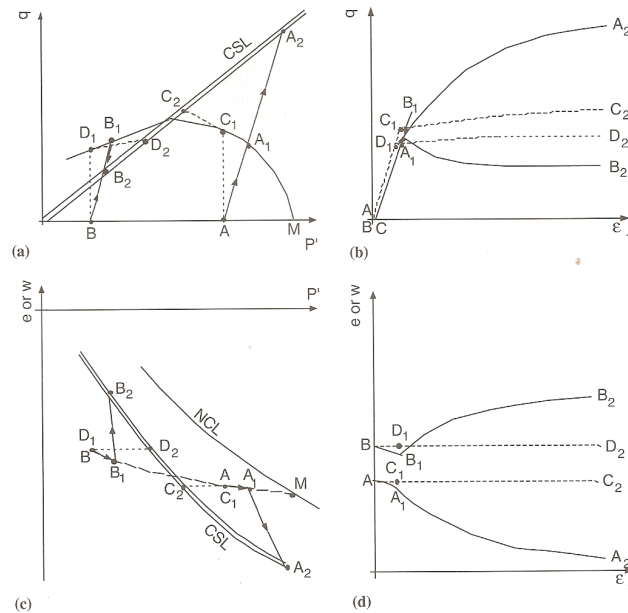 q
CSL
A2
C2
D1
B1
C1
D2
A1
B2
B
A
M
P'
(a)
q
A2
C1
B1
C2
D1
A1
D2
B2
A
B
C
ε
(b)
e or w
P'
B2
NCL
D1
D2
B
B1
A
A1
M
C2
C1
CSL
A2
(c)
e or w
B2
D1
B
D2
B1
C1
A
C2
A1
A2
ε
(d)